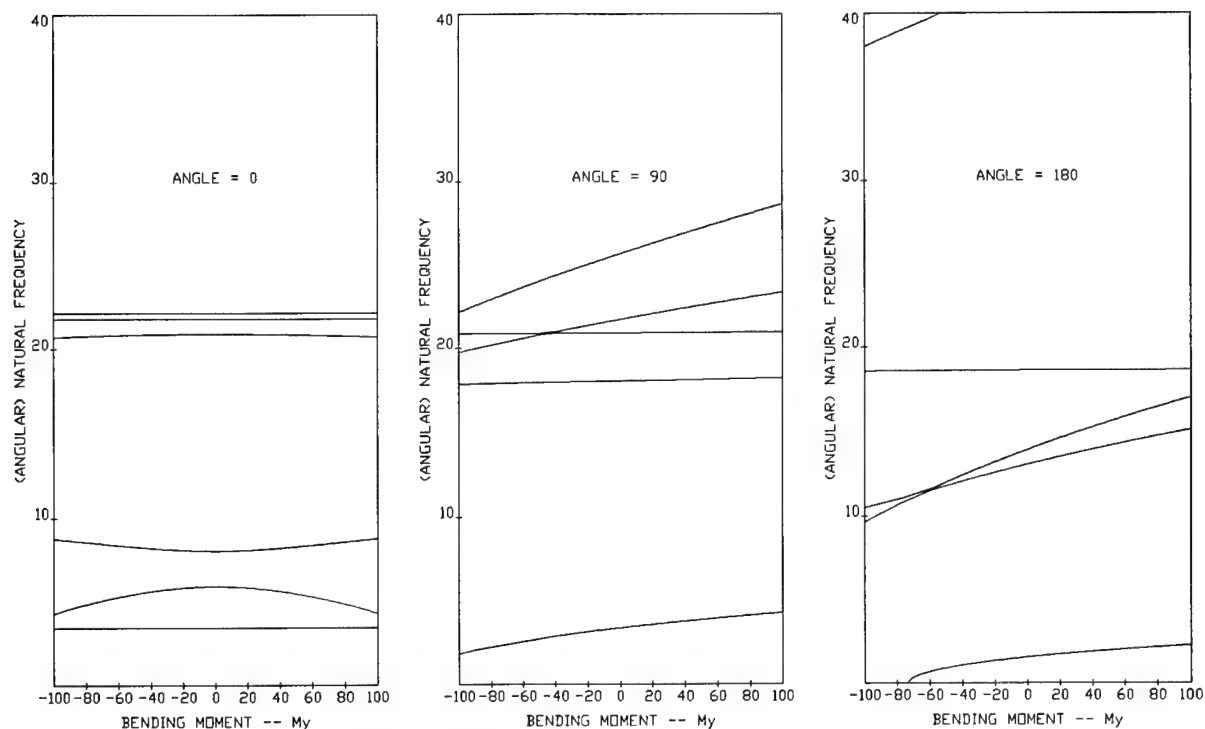 40
30
20
10
(ANGULAR) NATURAL FREQUENCY
ANGLE = 0
-100 -80 -60 -40 -20 0 20 40 60 80 100
BENDING MOMENT -- My
40
30
20
10
(ANGULAR) NATURAL FREQUENCY
ANGLE = 90
-100 -80 -60 -40 -20 0 20 40 60 80 100
BENDING MOMENT -- My
40
30
20
10
(ANGULAR) NATURAL FREQUENCY
ANGLE = 180
-100 -80 -60 -40 -20 0 20 40 60 80 100
BENDING MOMENT -- My